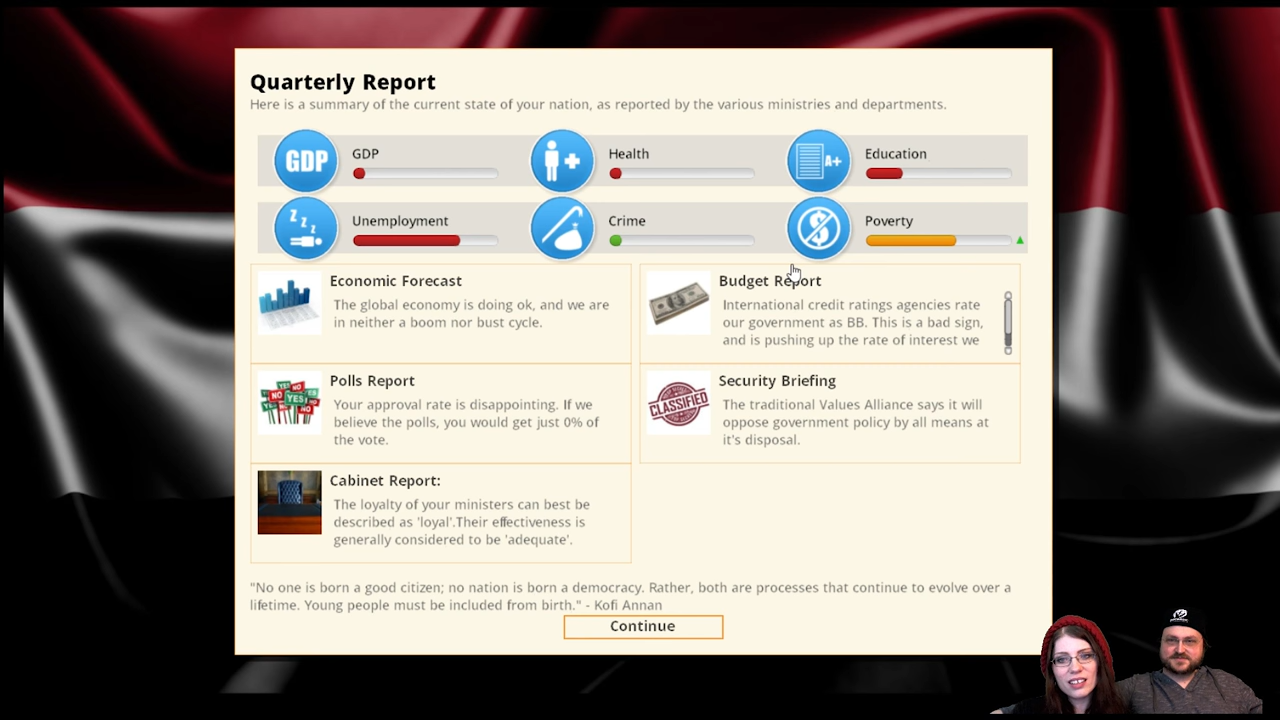 Quarterly Report
Here is a summary of the current state of your nation, as reported by the various ministries and departments.
GDP
GDP
Health
A+
Education
Z Z Z
Unemployment
Crime
$
Poverty
Economic Forecast
The global economy is doing ok, and we are
in neither a boom nor bust cycle.
Budget Report
International credit ratings agencies rate
our government as BB. This is a bad sign,
and is pushing up the rate of interest we
Polls Report
NO
YES
NO
YES
NO
Your approval rate is disappointing. If we
believe the polls, you would get just 0% of
the vote.
Security Briefing
CLASSIFIED
The traditional Values Alliance says it will
oppose government policy by all means at
it's disposal.
Cabinet Report:
The loyalty of your ministers can best be
described as 'loyal'.Their effectiveness is
generally considered to be 'adequate'.
"No one is born a good citizen; no nation is born a democracy. Rather, both are processes that continue to evolve over a
lifetime. Young people must be included from birth." - Kofi Annan
Continue